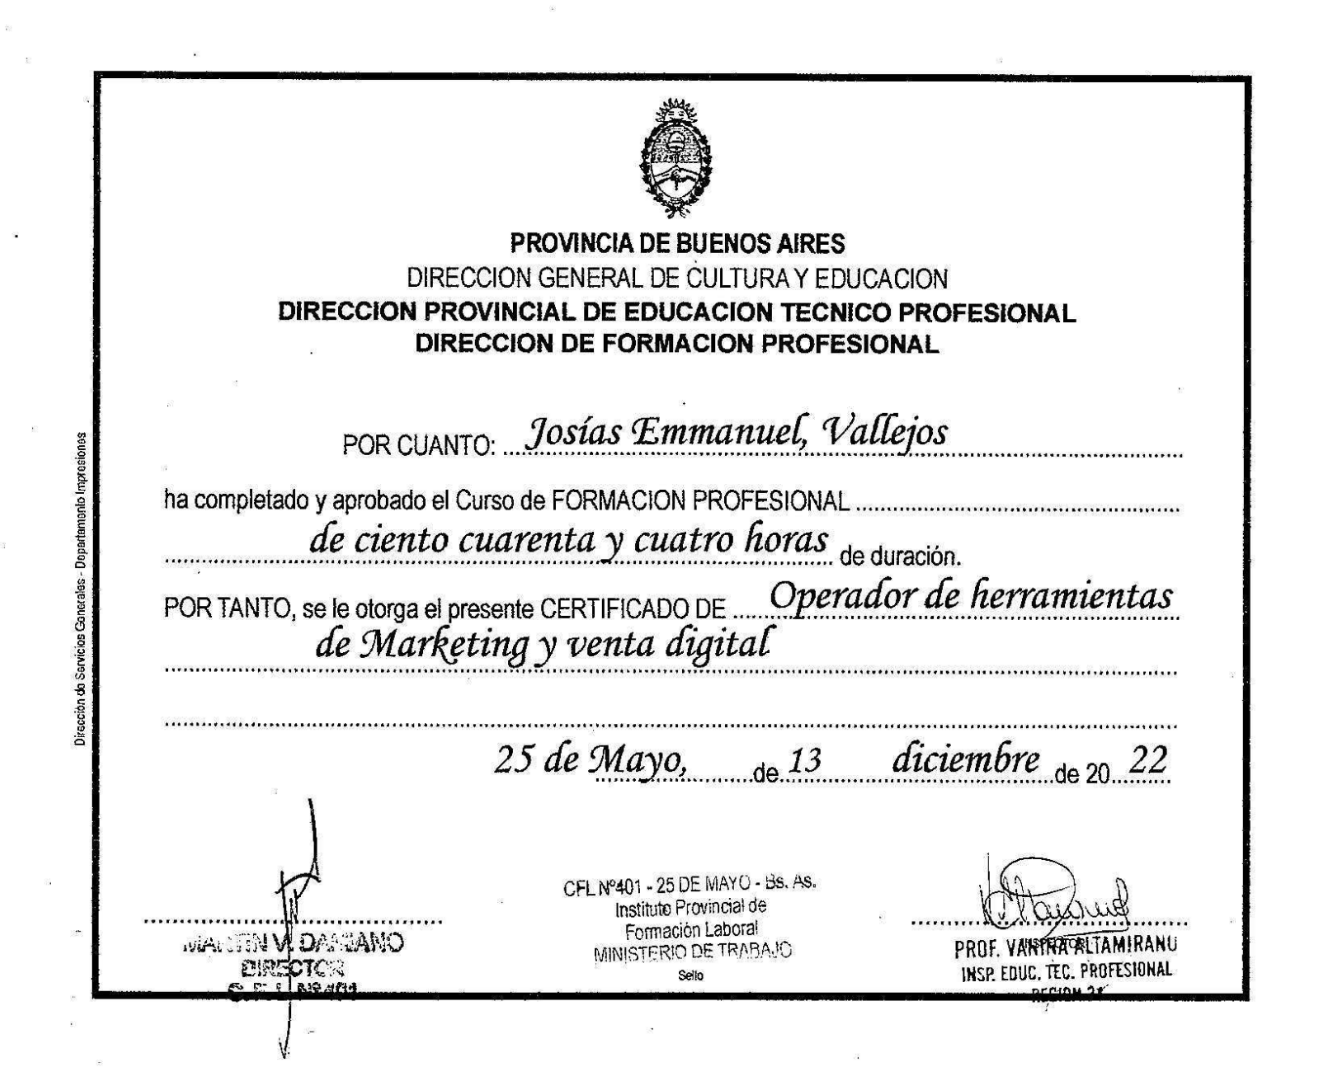 PROVINCIA DE BUENOS AIRES
DIRECCION GENERAL DE CULTURA Y EDUCACION
DIRECCION PROVINCIAL DE EDUCACION TECNICO PROFESIONAL
DIRECCION DE FORMACION PROFESIONAL
POR CUANTO: Josías Emmanuel, Vallejos
ha completado y aprobado el Curso de FORMACION PROFESIONAL
de ciento cuarenta y cuatro horas de duración.
POR TANTO, se le otorga el presente CERTIFICADO DE Operador de herramientas
de Marketing y venta digital
25 de Mayo, de 13 diciembre de 20 22
CFL Nº401 - 25 DE MAYO - Bs. As.
Instituto Provincial de
Formación Laboral
MINISTERIO DE TRABAJO
Sello
MARTIN V. DAMIANO
DIRECTOR
C.F.L. Nº401
PROF. ALTAMIRANU
INSP. EDUC. TEC. PROFESIONAL
REGION
Dirección de Servicios Generales - Departamento Impresiones